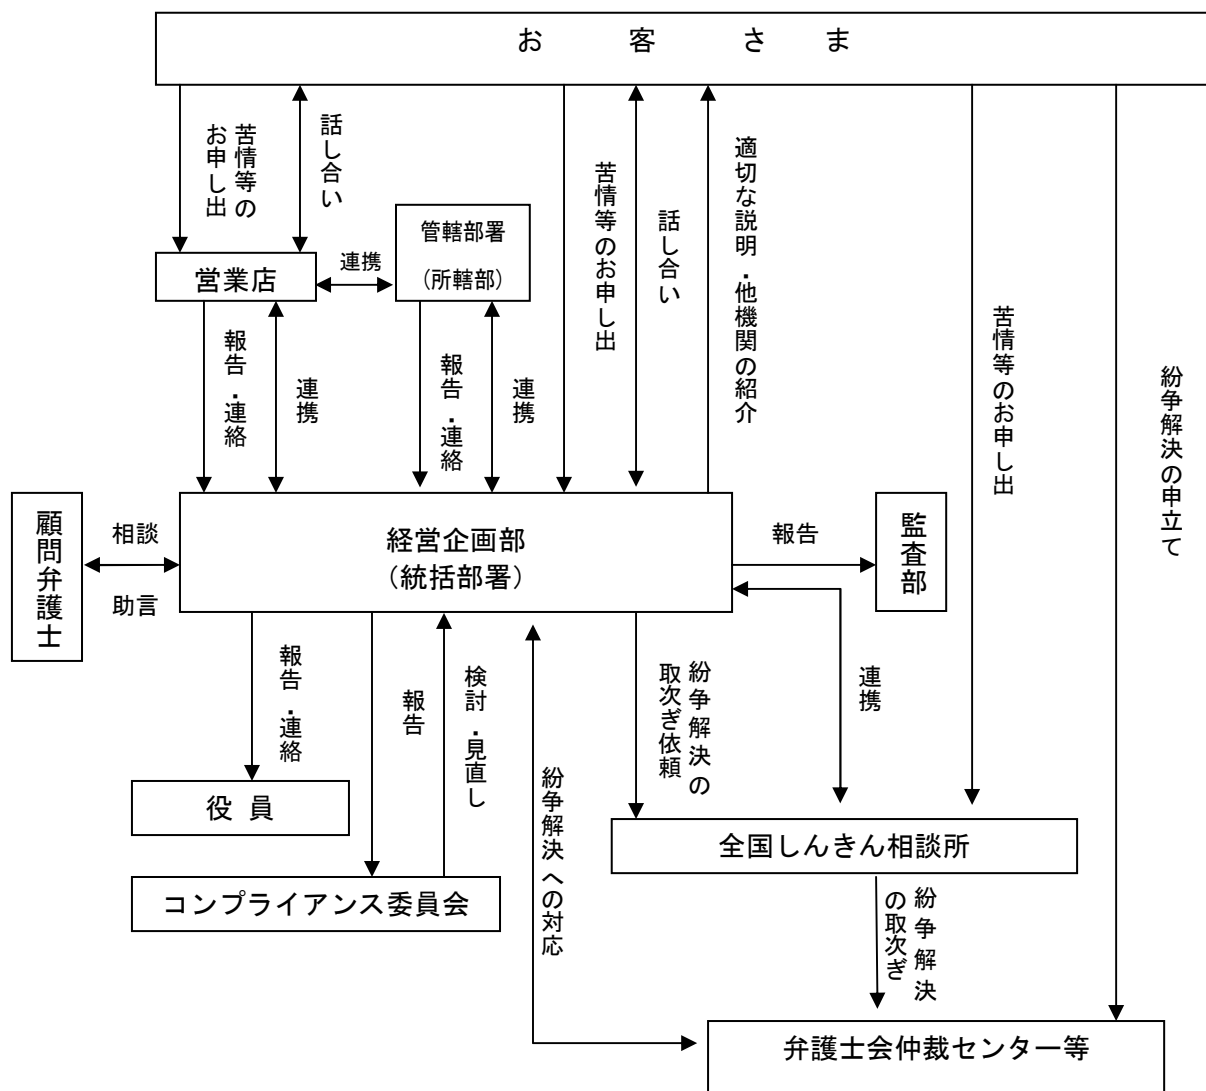 お客さま
苦情等の
お申し出
話し合い
管轄部署
(所轄部)
営業店
連携
苦情等のお申し出
話し合い
適切な説明・他機関の紹介
苦情等のお申し出
紛争解決の申立て
報告・連絡
連携
報告・連絡
連携
顧問弁護士
相談
助言
経営企画部
(統括部署)
報告
監査部
報告・連絡
報告
検討・見直し
紛争解決への対応
紛争解決の
取次ぎ依頼
連携
役員
コンプライアンス委員会
全国しんきん相談所
紛争解決
の取次ぎ
弁護士会仲裁センター等